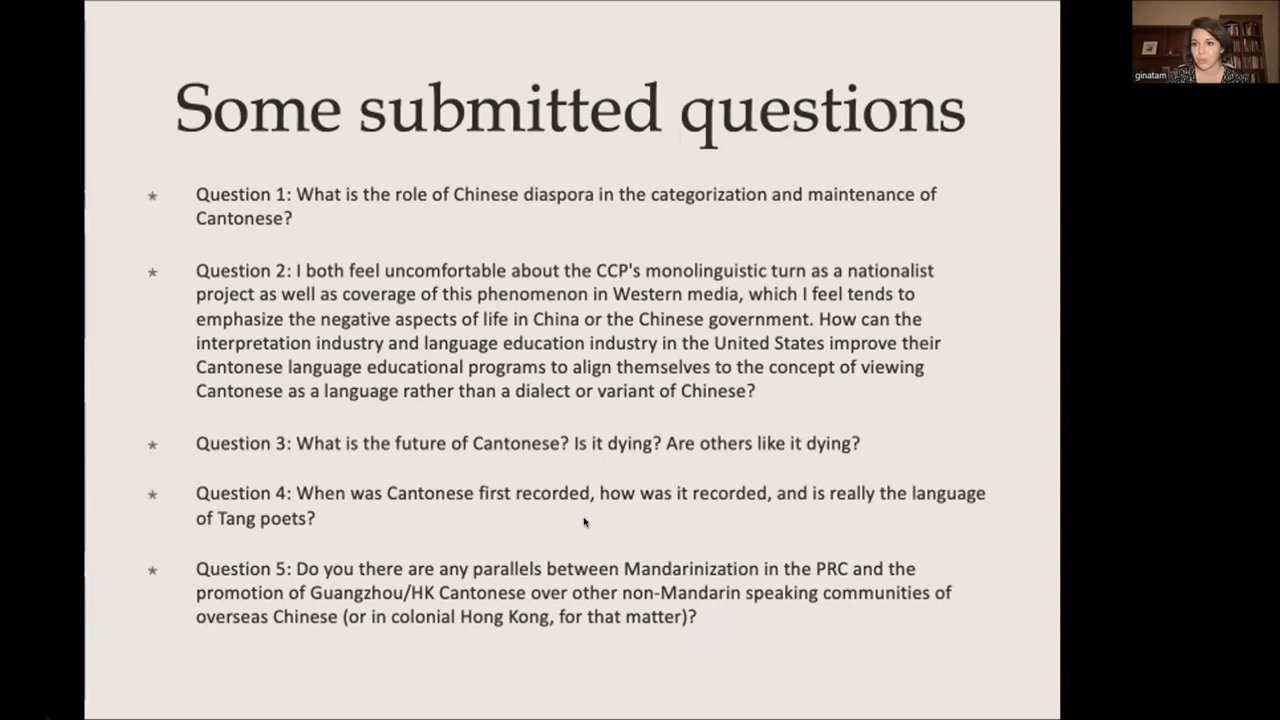 Some submitted questions
* Question 1: What is the role of Chinese diaspora in the categorization and maintenance of
Cantonese?
* Question 2: I both feel uncomfortable about the CCP's monolinguistic turn as a nationalist
project as well as coverage of this phenomenon in Western media, which I feel tends to
emphasize the negative aspects of life in China or the Chinese government. How can the
interpretation industry and language education industry in the United States improve their
Cantonese language educational programs to align themselves to the concept of viewing
Cantonese as a language rather than a dialect or variant of Chinese?
* Question 3: What is the future of Cantonese? Is it dying? Are others like it dying?
* Question 4: When was Cantonese first recorded, how was it recorded, and is really the language
of Tang poets?
* Question 5: Do you there are any parallels between Mandarinization in the PRC and the
promotion of Guangzhou/HK Cantonese over other non-Mandarin speaking communities of
overseas Chinese (or in colonial Hong Kong, for that matter)?
ginatam